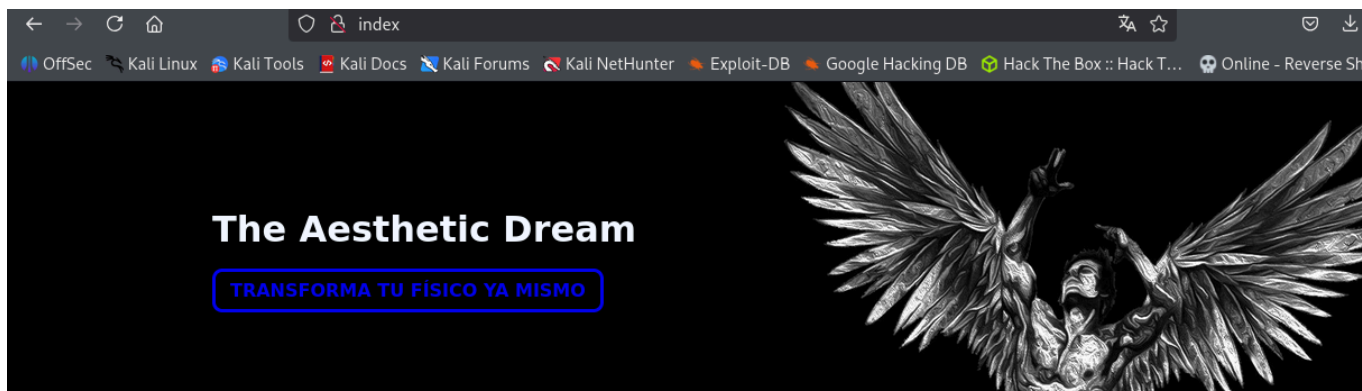 index
OffSec Kali Linux Kali Tools Kali Docs Kali Forums Kali NetHunter Exploit-DB Google Hacking DB Hack The Box :: Hack T... Online - Reverse Sh
The Aesthetic Dream
TRANSFORMA TU FÍSICO YA MISMO